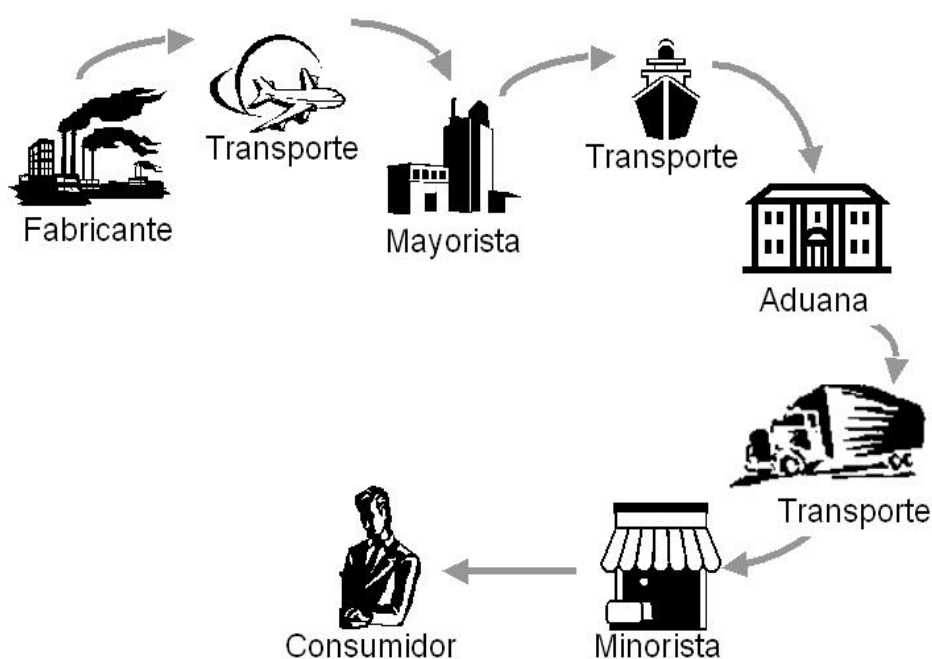 Fabricante
Transporte
Mayorista
Transporte
Aduana
Transporte
Minorista
Consumidor